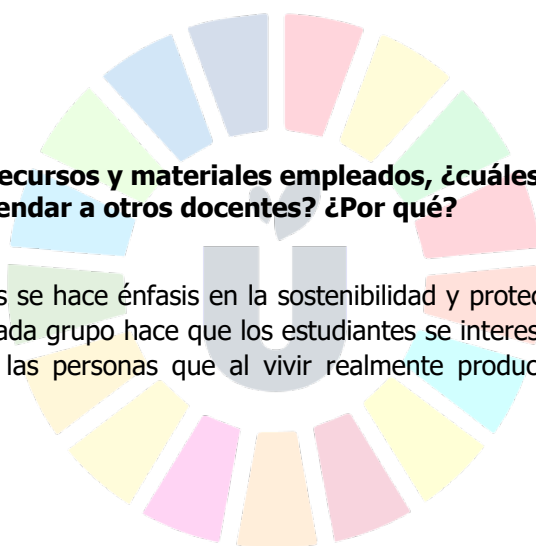 ecursos y materiales empleados, ¿cuáles
endar a otros docentes? ¿Por qué?
s se hace énfasis en la sostenibilidad y protec
ada grupo hace que los estudiantes se interes
las personas que al vivir realmente produc